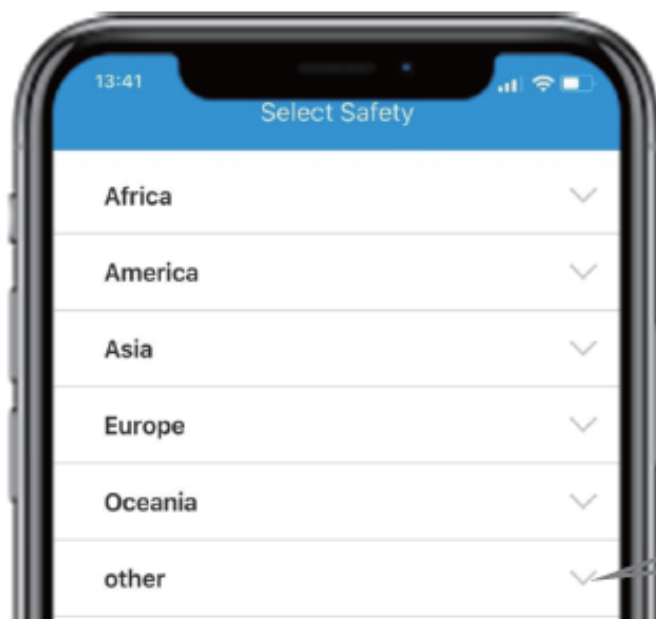 13:41
Select Safety
Africa
America
Asia
Europe
Oceania
other